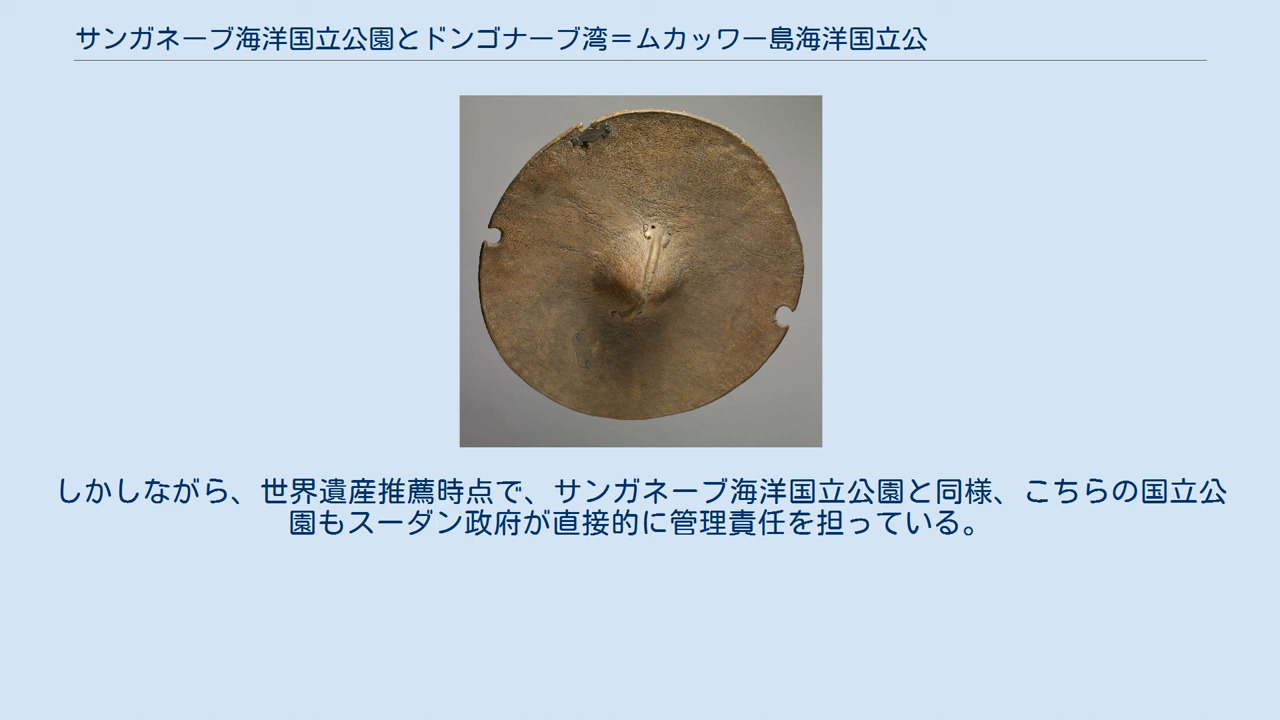 サンガネーブ海洋国立公園とドンゴナーブ湾＝ムカッワー島海洋国立公
しかしながら、世界遺産推薦時点で、サンガネーブ海洋国立公園と同様、こちらの国立公
園もスーダン政府が直接的に管理責任を担っている。